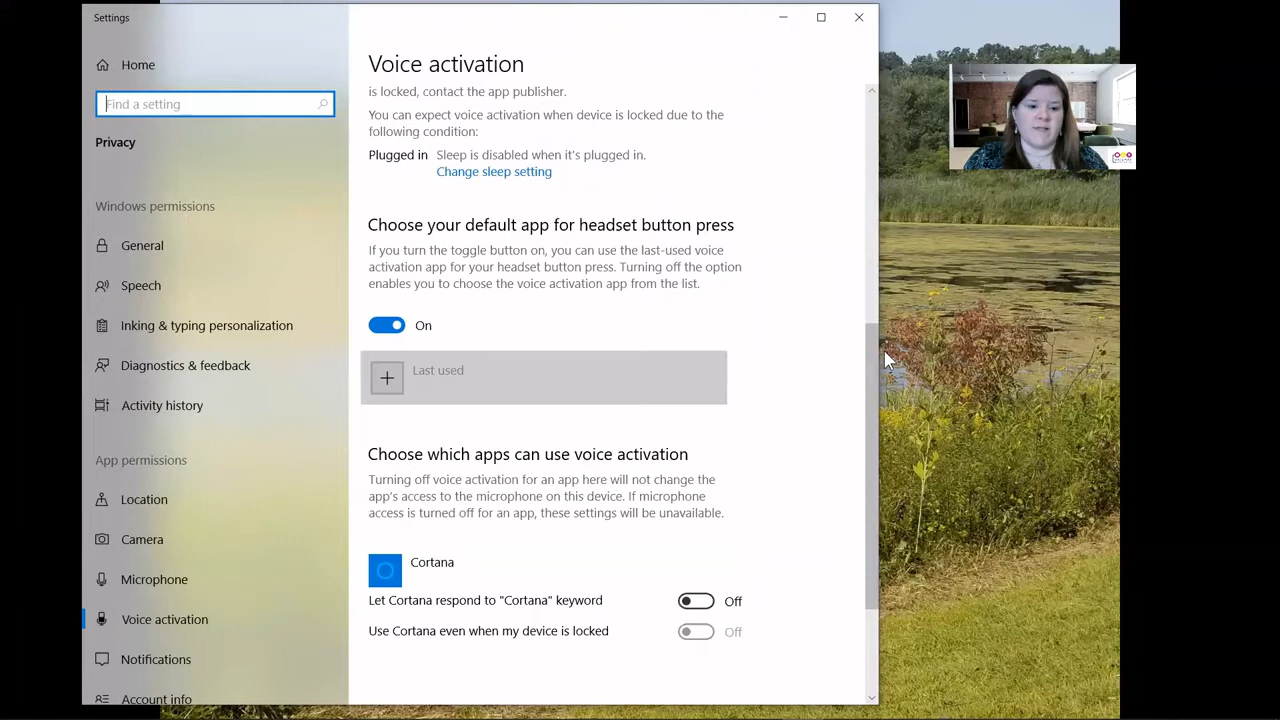 Settings
Home
Find a setting
Privacy
Windows permissions
General
Speech
Inking & typing personalization
Diagnostics & feedback
Activity history
App permissions
Location
Camera
Microphone
Voice activation
Notifications
Account info
Voice activation
is locked, contact the app publisher.
You can expect voice activation when device is locked due to the
following condition:
Plugged in Sleep is disabled when it's plugged in.
Change sleep setting
Choose your default app for headset button press
If you turn the toggle button on, you can use the last-used voice
activation app for your headset button press. Turning off the option
enables you to choose the voice activation app from the list.
On
Last used
Choose which apps can use voice activation
Turning off voice activation for an app here will not change the
app's access to the microphone on this device. If microphone
access is turned off for an app, these settings will be unavailable.
Cortana
Let Cortana respond to "Cortana" keyword Off
Use Cortana even when my device is locked Off